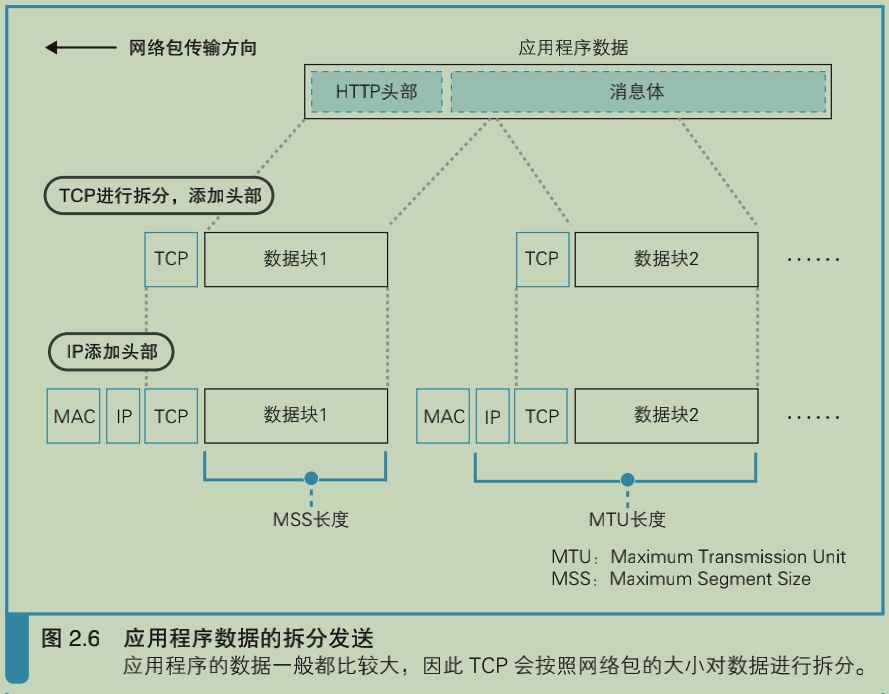 网络包传输方向
应用程序数据
HTTP头部 消息体
TCP进行拆分，添加头部
TCP 数据块1 TCP 数据块2 ······
IP添加头部
MAC IP TCP 数据块1 MAC IP TCP 数据块2 ······
MSS长度 MTU长度
MTU：Maximum Transmission Unit
MSS：Maximum Segment Size
图 2.6 应用程序数据的拆分发送
应用程序的数据一般都比较大，因此 TCP 会按照网络包的大小对数据进行拆分。